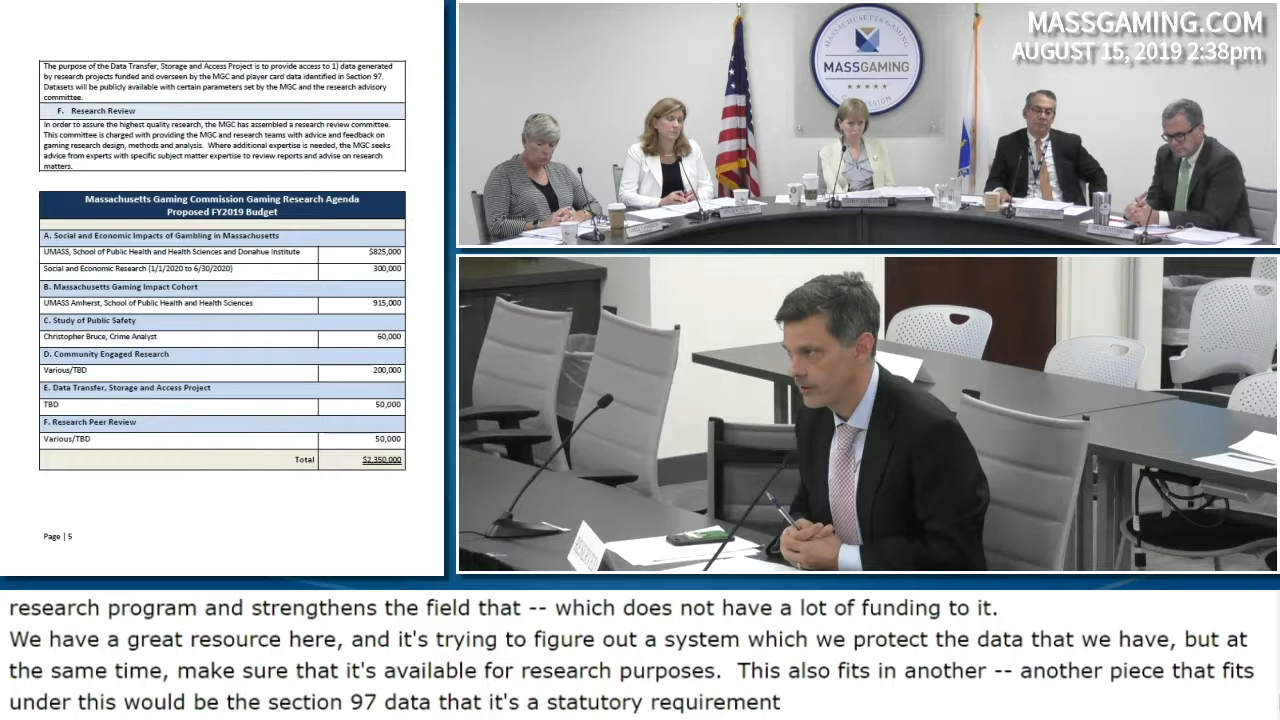 The purpose of the Data Transfer, Storage and Access Project is to provide access to 1) data generated
by research projects funded and overseen by the MGC and player card data identified in Section 97.
Datasets will be publicly available with certain parameters set by the MGC and the research advisory
committee.
F. Research Review
In order to assure the highest quality research, the MGC has assembled a research review committee.
This committee is charged with providing the MGC and research teams with advice and feedback on
gaming research design, methods and analysis. Where additional expertise is needed, the MGC seeks
advice from experts with specific subject matter expertise to review reports and advise on research
matters.
Massachusetts Gaming Commission Gaming Research Agenda
Proposed FY2019 Budget
A. Social and Economic Impacts of Gambling in Massachusetts
UMASS, School of Public Health and Health Sciences and Donahue Institute $825,000
Social and Economic Research (1/1/2020 to 6/30/2020) 300,000
B. Massachusetts Gaming Impact Cohort
UMASS Amherst, School of Public Health and Health Sciences 915,000
C. Study of Public Safety
Christopher Bruce, Crime Analyst 60,000
D. Community Engaged Research
Various/TBD 200,000
E. Data Transfer, Storage and Access Project
TBD 50,000
F. Research Peer Review
Various/TBD 50,000
Total $2,350,000
Page | 5
MASSGAMING.COM
AUGUST 15, 2019 2:38pm
MASSACHUSETTS GAMING
MASSGAMING
COMMISSION
research program and strengthens the field that -- which does not have a lot of funding to it.
We have a great resource here, and it's trying to figure out a system which we protect the data that we have, but at
the same time, make sure that it's available for research purposes. This also fits in another -- another piece that fits
under this would be the section 97 data that it's a statutory requirement